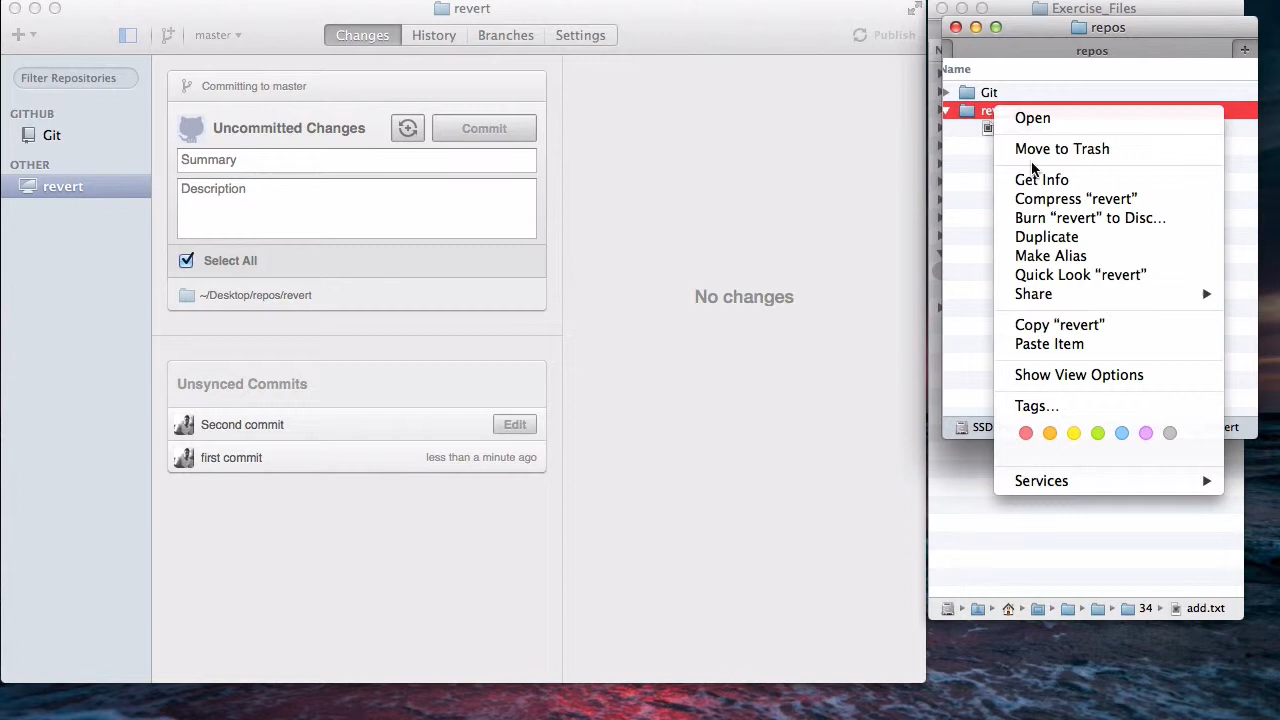 revert
master
Changes
History
Branches
Settings
Publish
Filter Repositories
GITHUB
Git
OTHER
revert
Committing to master
Uncommitted Changes
Commit
Summary
Description
Select All
~/Desktop/repos/revert
No changes
Unsynced Commits
Second commit
Edit
first commit
less than a minute ago
Exercise_Files
repos
repos
Name
Git
Open
Move to Trash
Get Info
Compress “revert”
Burn “revert” to Disc...
Duplicate
Make Alias
Quick Look “revert”
Share
Copy “revert”
Paste Item
Show View Options
Tags...
Services
SSD
34
add.txt